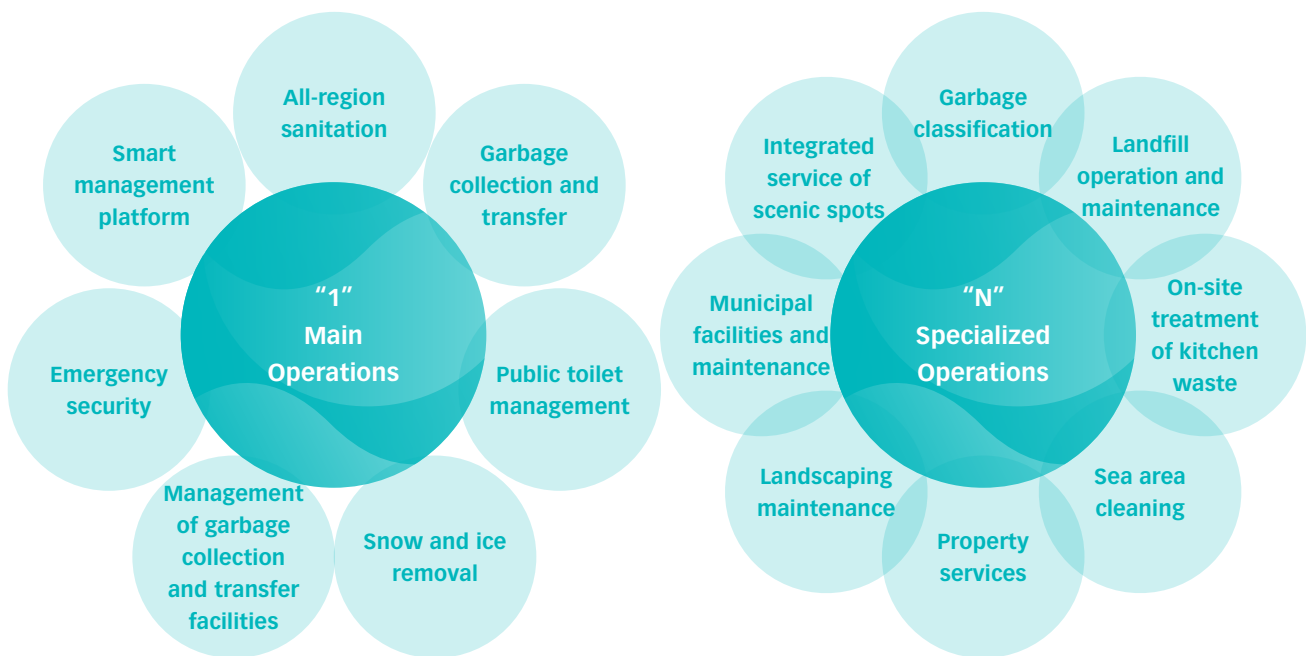 All-region
sanitation
Garbage
collection and
transfer
Public toilet
management
Snow and ice
removal
Management
of garbage
collection
and transfer
facilities
Emergency
security
Smart
management
platform
“1”
Main
Operations
Garbage
classification
Landfill
operation and
maintenance
On-site
treatment
of kitchen
waste
Sea area
cleaning
Property
services
Landscaping
maintenance
Municipal
facilities and
maintenance
Integrated
service of
scenic spots
“N”
Specialized
Operations